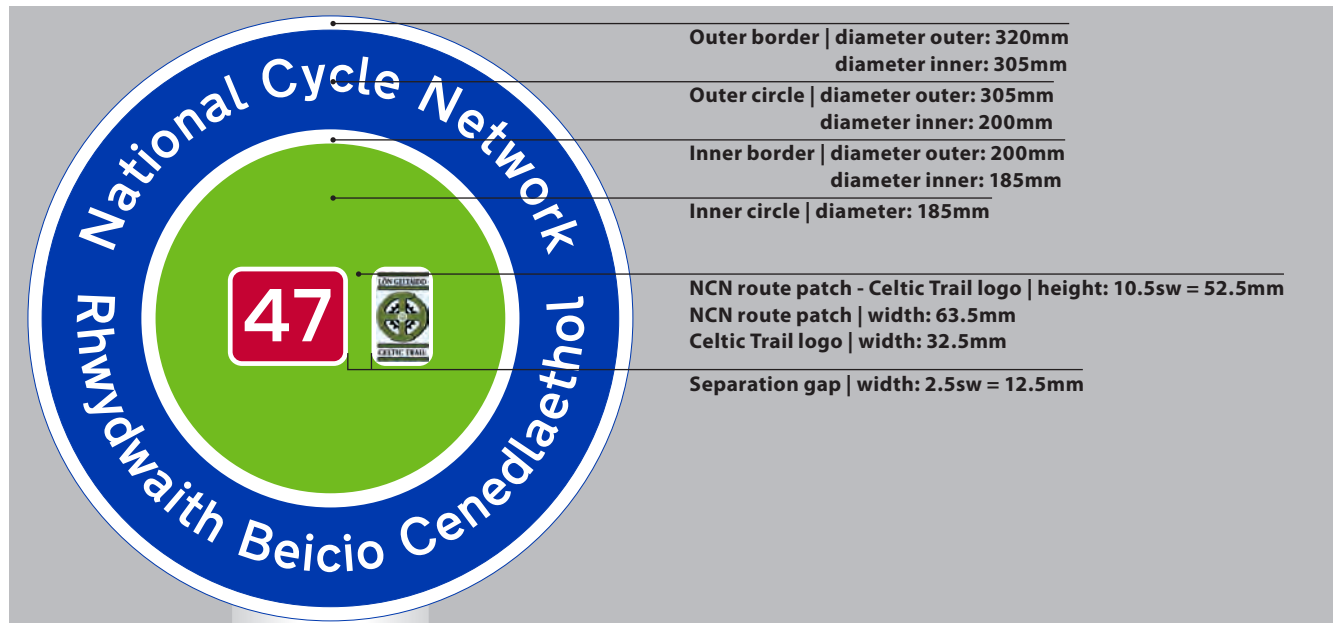 National Cycle Network
Rhwydwaith Beicio Cenedlaethol
47
LÔN GELTAIDD
CELTIC TRAIL
Outer border | diameter outer: 320mm
diameter inner: 305mm
Outer circle | diameter outer: 305mm
diameter inner: 200mm
Inner border | diameter outer: 200mm
diameter inner: 185mm
Inner circle | diameter: 185mm
NCN route patch - Celtic Trail logo | height: 10.5sw = 52.5mm
NCN route patch | width: 63.5mm
Celtic Trail logo | width: 32.5mm
Separation gap | width: 2.5sw = 12.5mm